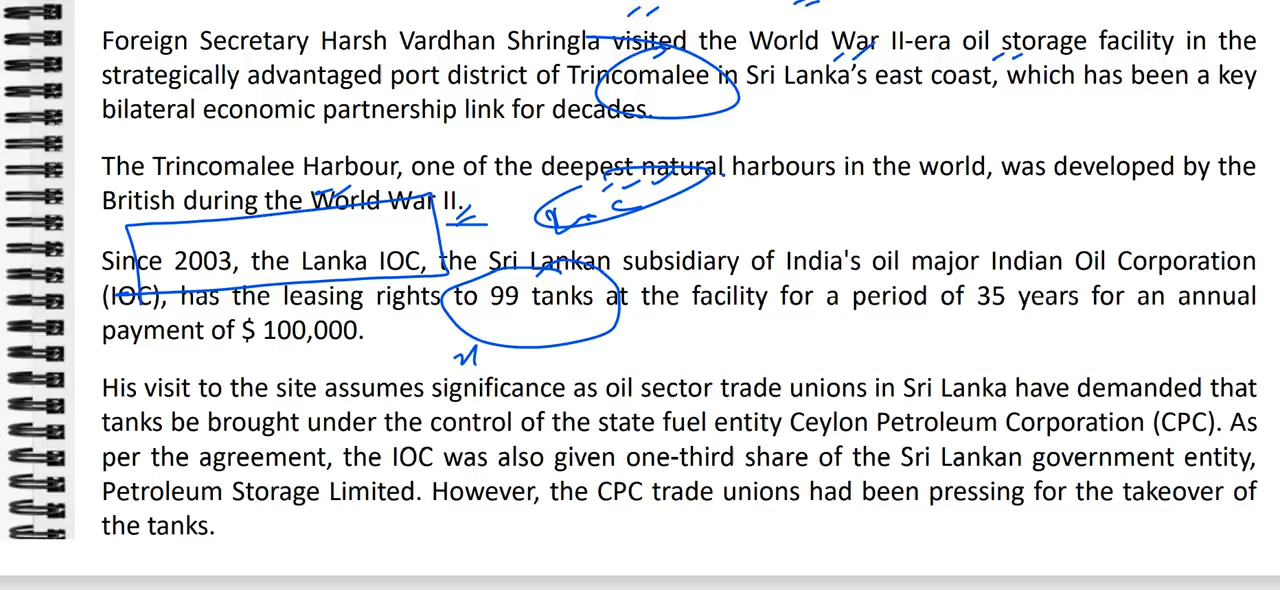 Foreign Secretary Harsh Vardhan Shringla visited the World War II-era oil storage facility in the
strategically advantaged port district of Trincomalee in Sri Lanka’s east coast, which has been a key
bilateral economic partnership link for decades.
The Trincomalee Harbour, one of the deepest natural harbours in the world, was developed by the
British during the World War II.
Since 2003, the Lanka IOC, the Sri Lankan subsidiary of India's oil major Indian Oil Corporation
(IOC), has the leasing rights to 99 tanks at the facility for a period of 35 years for an annual
payment of $ 100,000.
His visit to the site assumes significance as oil sector trade unions in Sri Lanka have demanded that
tanks be brought under the control of the state fuel entity Ceylon Petroleum Corporation (CPC). As
per the agreement, the IOC was also given one-third share of the Sri Lankan government entity,
Petroleum Storage Limited. However, the CPC trade unions had been pressing for the takeover of
the tanks.